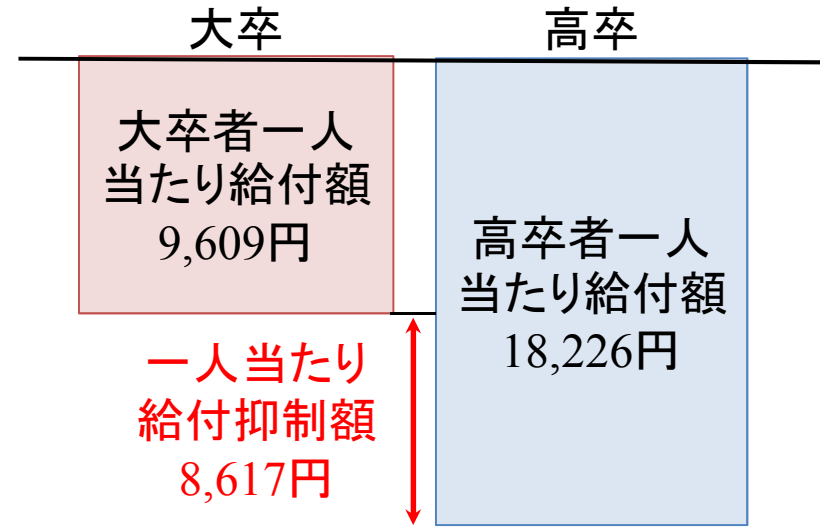 大卒
高卒
大卒者一人
当たり給付額
9,609円
高卒者一人
当たり給付額
18,226円
一人当たり
給付抑制額
8,617円